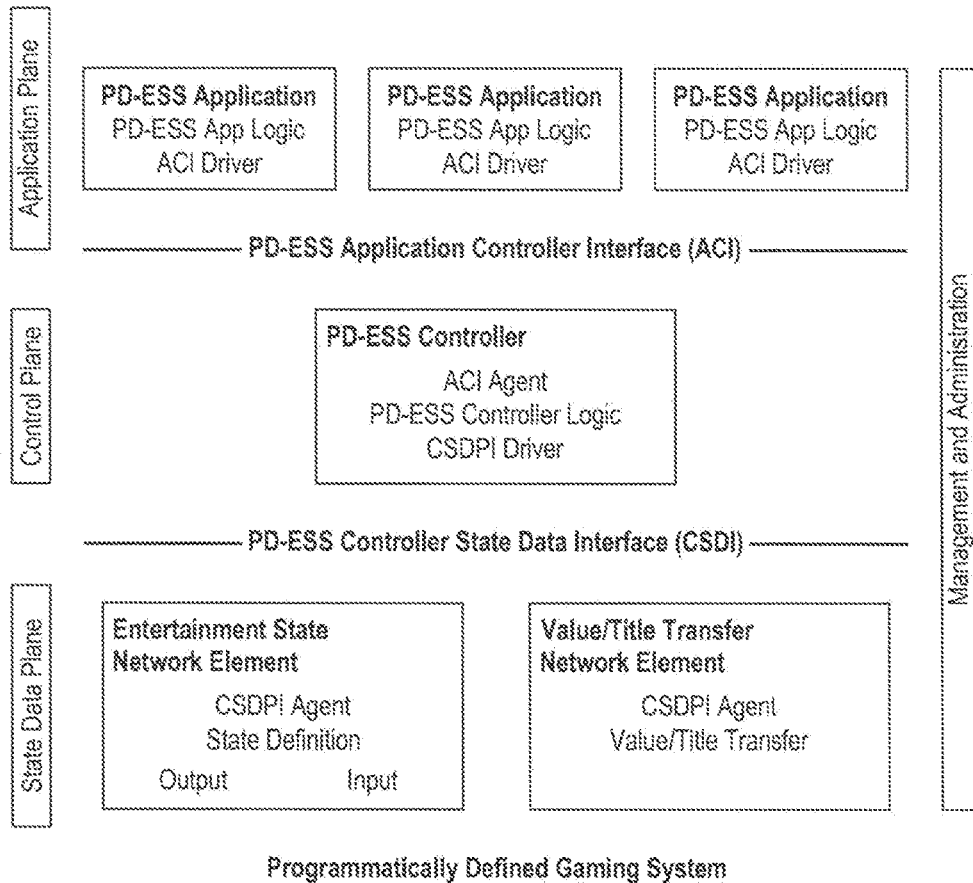 Application Plane
PD-ESS Application
PD-ESS App Logic
ACI Driver
PD-ESS Application
PD-ESS App Logic
ACI Driver
PD-ESS Application
PD-ESS App Logic
ACI Driver
PD-ESS Application Controller Interface (ACI)
Management and Administration
Control Plane
PD-ESS Controller
ACI Agent
PD-ESS Controller Logic
CSDPI Driver
PD-ESS Controller State Data Interface (CSDI)
State Data Plane
Entertainment State
Network Element
CSDPI Agent
State Definition
Output Input
Value/Title Transfer
Network Element
CSDPI Agent
Value/Title Transfer
Programmatically Defined Gaming System